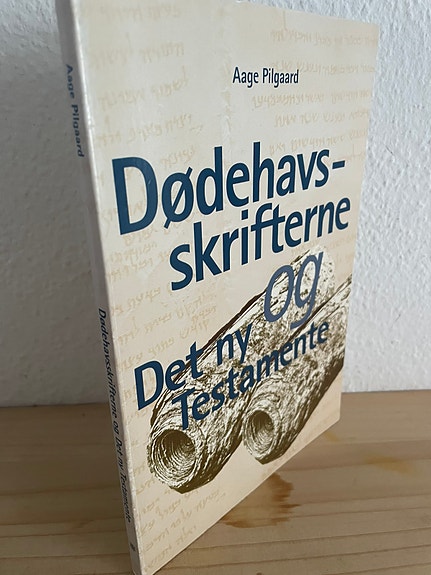 Aage Pilgaard
Dødehavs-
skrifterne
og
Det ny
Testamente
Aage Pilgaard
Dødehavsskrifterne og Det ny Testamente